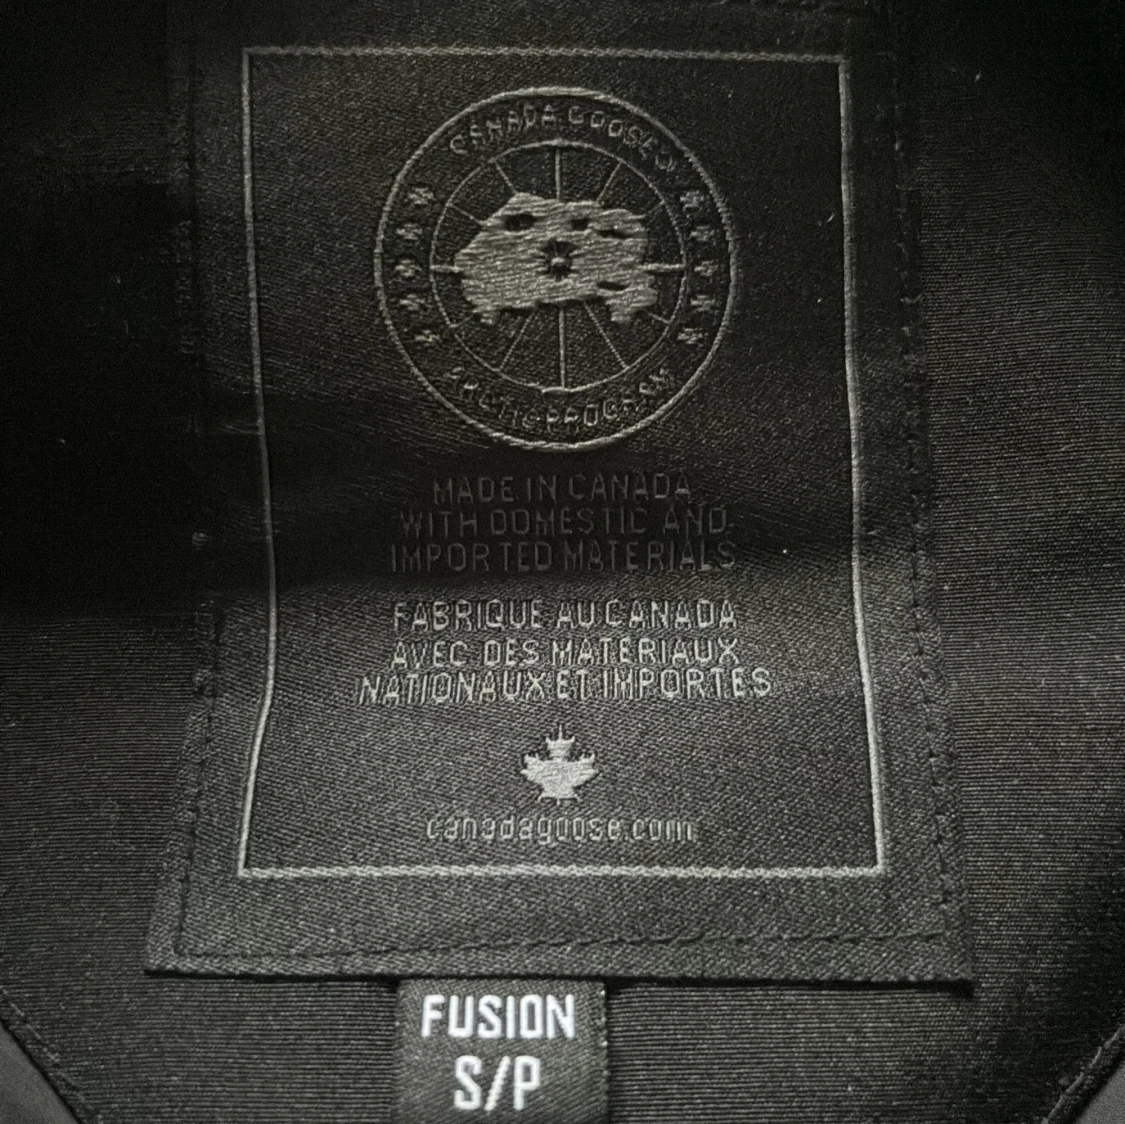 CANADA GOOSE
ARCTIC PROGRAM
MADE IN CANADA
WITH DOMESTIC AND
IMPORTED MATERIALS
FABRIQUE AU CANADA
AVEC DES MATERIAUX
NATIONAUX ET IMPORTES
canadagoose.com
FUSION
S/P